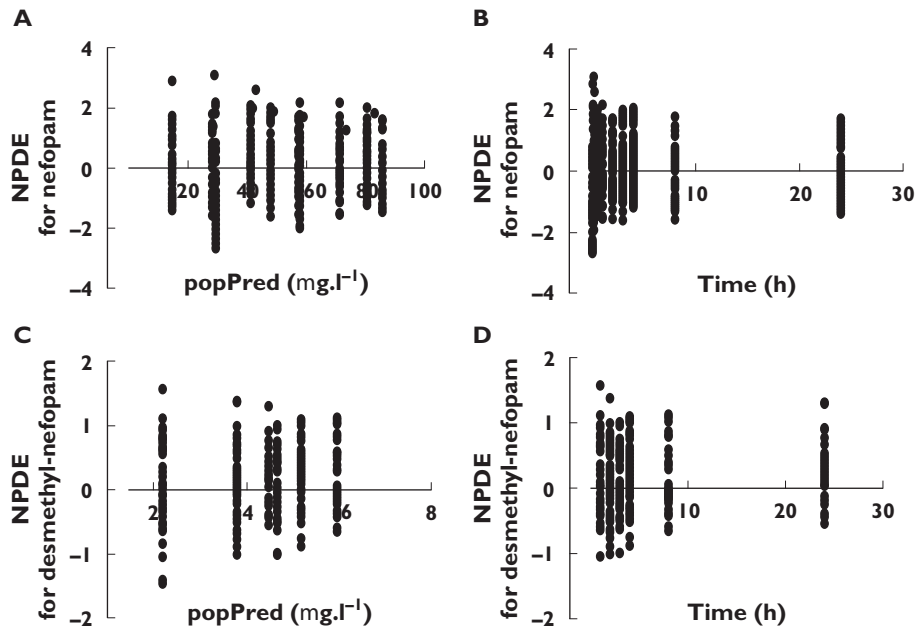 A
4
2
0
−2
−4
20
40
60
80
100
NPDE
for nefopam
popPred (mg.l⁻¹)
B
4
2
0
−2
−4
10
20
30
NPDE
for nefopam
Time (h)
C
2
1
0
−1
−2
2
4
6
8
NPDE
for desmethyl-nefopam
popPred (mg.l⁻¹)
D
2
1
0
−1
−2
10
20
30
NPDE
for desmethyl-nefopam
Time (h)